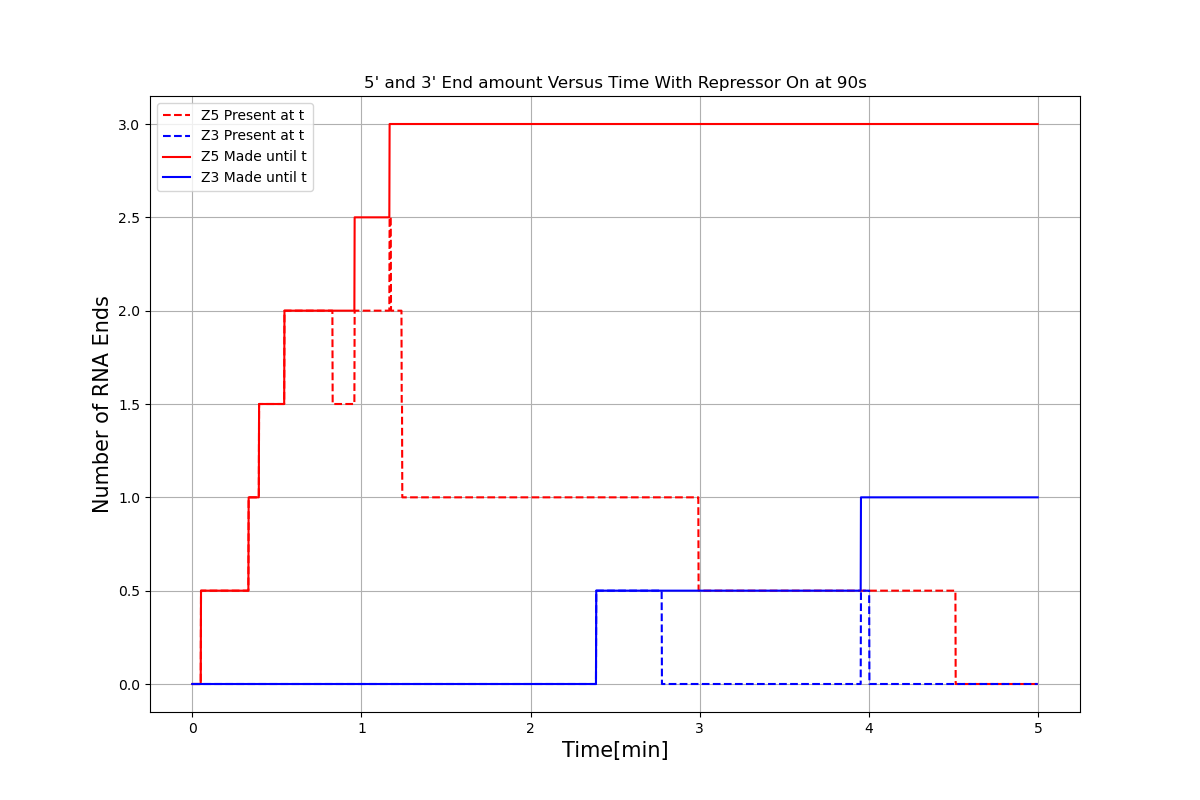 5' and 3' End amount Versus Time With Repressor On at 90s
Z5 Present at t
Z3 Present at t
Z5 Made until t
Z3 Made until t
3.0
2.5
2.0
1.5
1.0
0.5
0.0
Number of RNA Ends
0 1 2 3 4 5
Time[min]